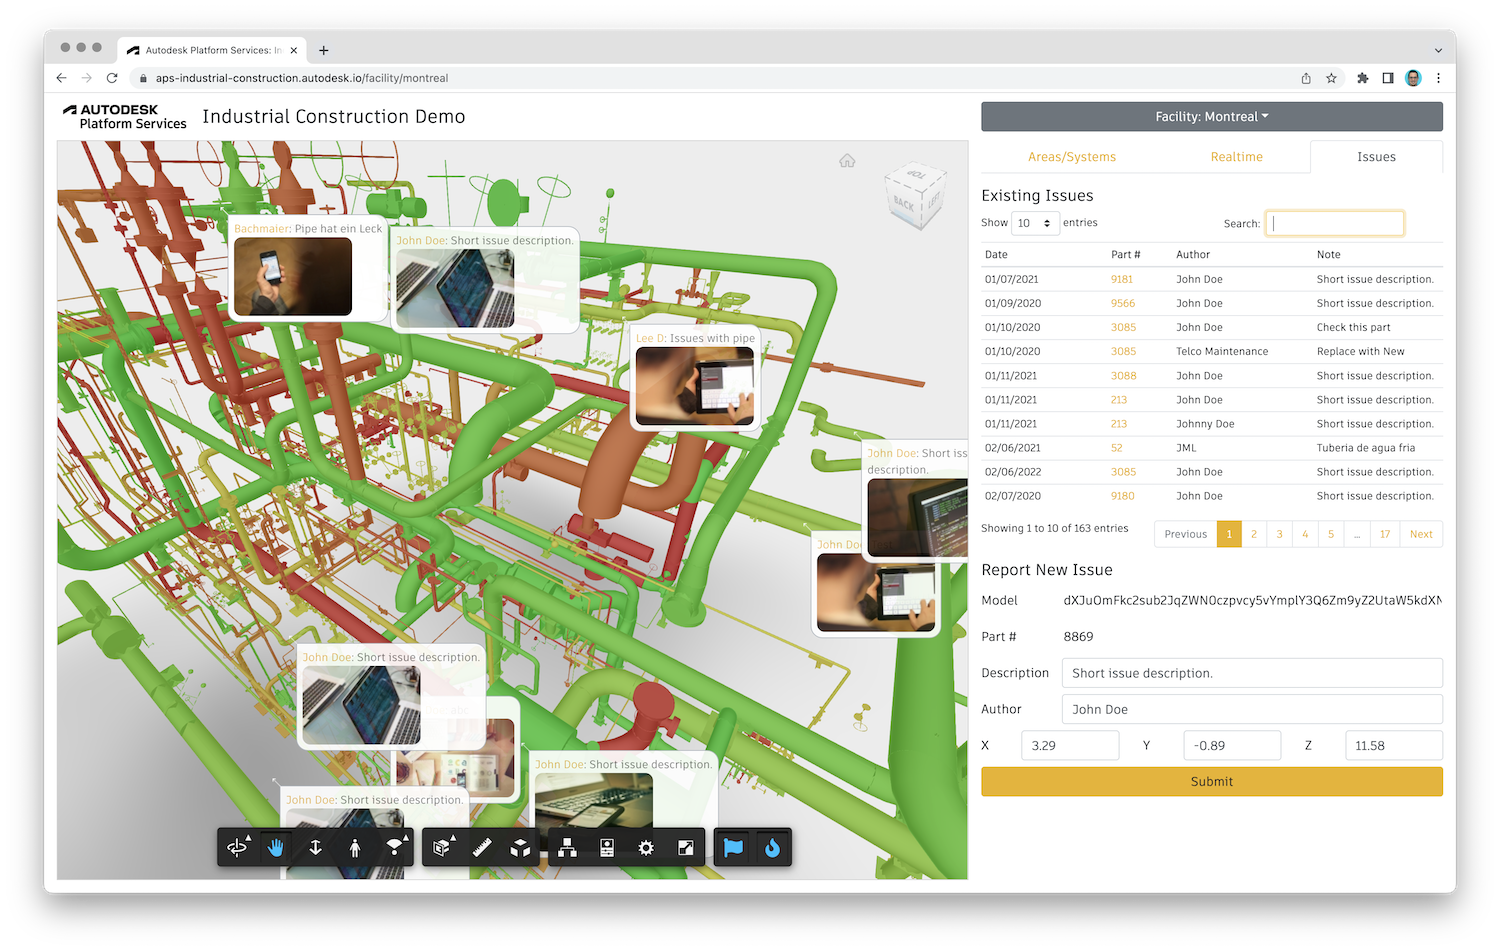 Autodesk Platform Services: In
aps-industrial-construction.autodesk.io/facility/montreal
AUTODESK
Platform Services
Industrial Construction Demo
TOP
BACK
LEFT
Bachmaier: Pipe hat ein Leck
John Doe: Short issue description.
Lee D: Issues with pipe
John Doe: Short iss
description.
John Doe
John Doe: Short issue description.
abc
John Doe: Short issue description.
John Doe: Short issue description.
Facility: Montreal
Areas/Systems Realtime Issues
Existing Issues
Show 10 entries Search:
Date Part # Author Note
01/07/2021 9181 John Doe Short issue description.
01/09/2020 9566 John Doe Short issue description.
01/10/2020 3085 John Doe Check this part
01/10/2020 3085 Telco Maintenance Replace with New
01/11/2021 3088 John Doe Short issue description.
01/11/2021 213 John Doe Short issue description.
01/11/2021 213 Johnny Doe Short issue description.
02/06/2021 52 JML Tuberia de agua fria
02/06/2022 3085 John Doe Short issue description.
02/07/2020 9180 John Doe Short issue description.
Showing 1 to 10 of 163 entries Previous 1 2 3 4 5 … 17 Next
Report New Issue
Model dXJuOmFkc2sub2JqZWN0czpvcy5vYmplY3Q6Zm9yZ2UtaW5kdXN
Part # 8869
Description Short issue description.
Author John Doe
X 3.29 Y -0.89 Z 11.58
Submit